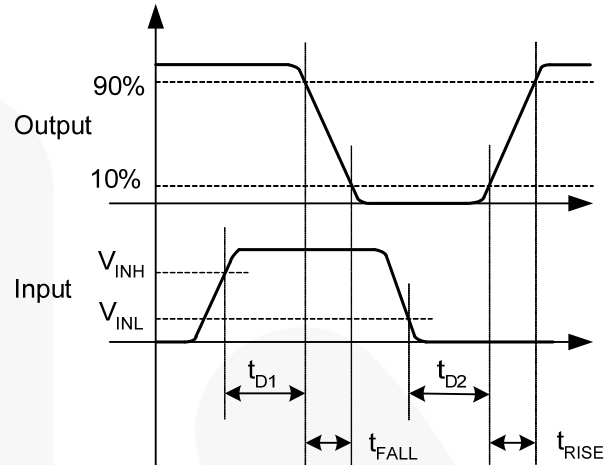 90%
Output
10%
V_INH
Input
V_INL
t_D1
t_D2
t_FALL
t_RISE